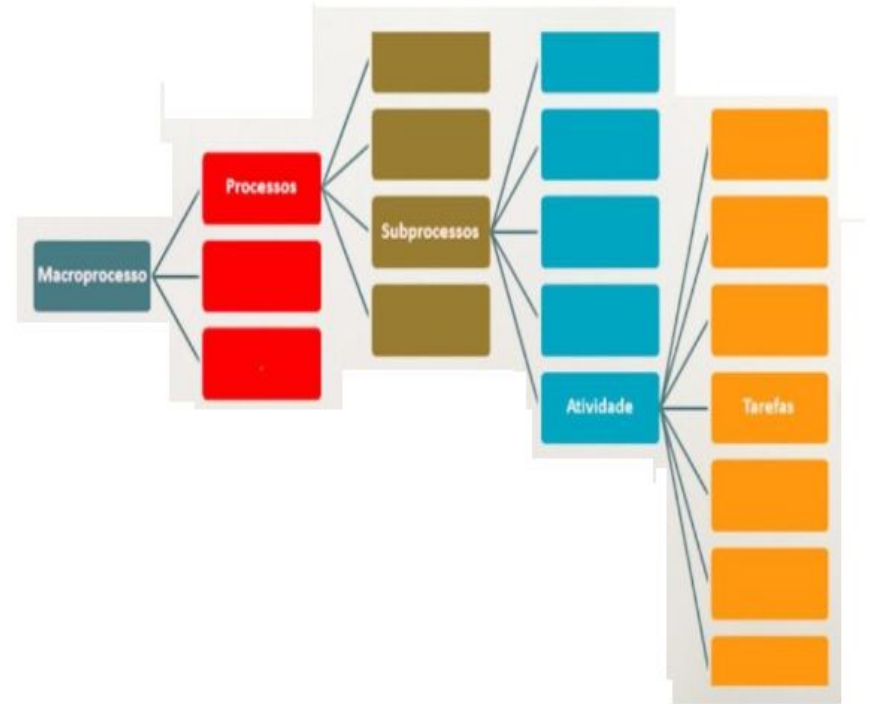 Macroprocesso
Processos
Subprocessos
Atividade
Tarefas